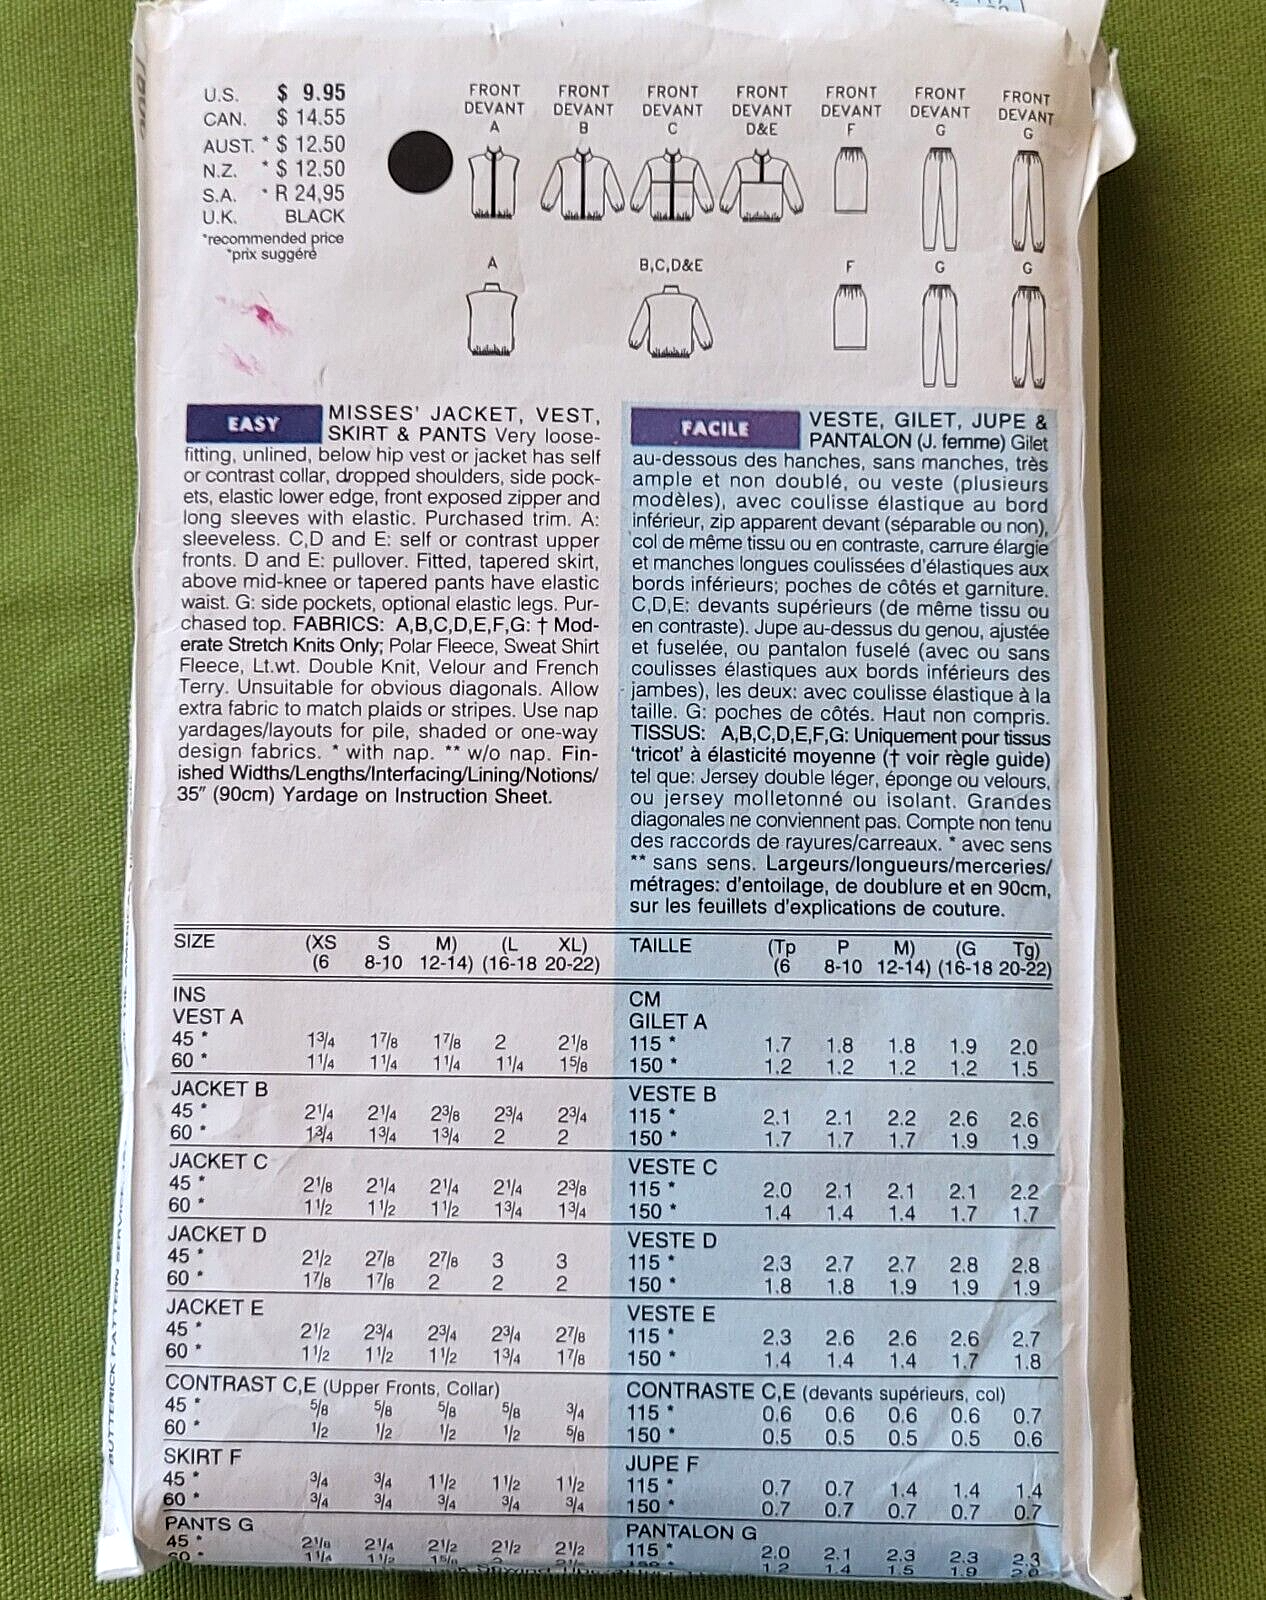 U.S. $ 9.95
CAN. $ 14.55
AUST. * $ 12.50
N.Z. * $ 12.50
S.A. * R 24,95
U.K. BLACK
*recommended price
*prix suggéré
FRONT FRONT FRONT FRONT FRONT FRONT FRONT
DEVANT DEVANT DEVANT DEVANT DEVANT DEVANT DEVANT
A B C D&E F G G
A B,C,D&E F G G
EASY
MISSES' JACKET, VEST,
SKIRT & PANTS Very loose-
fitting, unlined, below hip vest or jacket has self
or contrast collar, dropped shoulders, side pock-
ets, elastic lower edge, front exposed zipper and
long sleeves with elastic. Purchased trim. A:
sleeveless. C,D and E: self or contrast upper
fronts. D and E: pullover. Fitted, tapered skirt,
above mid-knee or tapered pants have elastic
waist. G: side pockets, optional elastic legs. Pur-
chased top. FABRICS: A,B,C,D,E,F,G: † Mod-
erate Stretch Knits Only; Polar Fleece, Sweat Shirt
Fleece, Lt.wt. Double Knit, Velour and French
Terry. Unsuitable for obvious diagonals. Allow
extra fabric to match plaids or stripes. Use nap
yardages/layouts for pile, shaded or one-way
design fabrics. * with nap. ** w/o nap. Fin-
ished Widths/Lengths/Interfacing/Lining/Notions/
35" (90cm) Yardage on Instruction Sheet.
FACILE
VESTE, GILET, JUPE &
PANTALON (J. femme) Gilet
au-dessous des hanches, sans manches, très
ample et non doublé, ou veste (plusieurs
modèles), avec coulisse élastique au bord
inférieur, zip apparent devant (séparable ou non),
col de même tissu ou en contraste, carrure élargie
et manches longues coulissées d'élastiques aux
bords inférieurs; poches de côtés et garniture.
C,D,E: devants supérieurs (de même tissu ou
en contraste). Jupe au-dessus du genou, ajustée
et fuselée, ou pantalon fuselé (avec ou sans
coulisses élastiques aux bords inférieurs des
jambes), les deux: avec coulisse élastique à la
taille. G: poches de côtés. Haut non compris.
TISSUS: A,B,C,D,E,F,G: Uniquement pour tissus
'tricot' à élasticité moyenne († voir règle guide)
tel que: Jersey double léger, éponge ou velours,
ou jersey molletonné ou isolant. Grandes
diagonales ne conviennent pas. Compte non tenu
des raccords de rayures/carreaux. * avec sens
** sans sens. Largeurs/longueurs/merceries/
métrages: d'entoilage, de doublure et en 90cm,
sur les feuillets d'explications de couture.
SIZE (XS S M) (L XL)
(6 8-10 12-14) (16-18 20-22)
INS
VEST A
45 * 1¾ 1⅞ 1⅞ 2 2⅛
60 * 1¼ 1¼ 1¼ 1¼ 1⅝
JACKET B
45 * 2¼ 2¼ 2⅜ 2¾ 2¾
60 * 1¾ 1¾ 1¾ 2 2
JACKET C
45 * 2⅛ 2¼ 2¼ 2¼ 2⅜
60 * 1½ 1½ 1½ 1¾ 1¾
JACKET D
45 * 2½ 2⅞ 2⅞ 3 3
60 * 1⅞ 1⅞ 2 2 2
JACKET E
45 * 2½ 2¾ 2¾ 2¾ 2⅞
60 * 1½ 1½ 1½ 1¾ 1⅞
CONTRAST C,E (Upper Fronts, Collar)
45 * ⅝ ⅝ ⅝ ⅝ ¾
60 * ½ ½ ½ ½ ⅝
SKIRT F
45 * ¾ ¾ 1½ 1½ 1½
60 * ¾ ¾ ¾ ¾ ¾
PANTS G
45 * 2⅛ 2¼ 2½ 2½ 2½
60 * 1¼ 1½ 1⅝
TAILLE (Tp P M) (G Tg)
(6 8-10 12-14) (16-18 20-22)
CM
GILET A
115 * 1.7 1.8 1.8 1.9 2.0
150 * 1.2 1.2 1.2 1.2 1.5
VESTE B
115 * 2.1 2.1 2.2 2.6 2.6
150 * 1.7 1.7 1.7 1.9 1.9
VESTE C
115 * 2.0 2.1 2.1 2.1 2.2
150 * 1.4 1.4 1.4 1.7 1.7
VESTE D
115 * 2.3 2.7 2.7 2.8 2.8
150 * 1.8 1.8 1.9 1.9 1.9
VESTE E
115 * 2.3 2.6 2.6 2.6 2.7
150 * 1.4 1.4 1.4 1.7 1.8
CONTRASTE C,E (devants supérieurs, col)
115 * 0.6 0.6 0.6 0.6 0.7
150 * 0.5 0.5 0.5 0.5 0.6
JUPE F
115 * 0.7 0.7 1.4 1.4 1.4
150 * 0.7 0.7 0.7 0.7 0.7
PANTALON G
115 * 2.0 2.1 2.3 2.3 2.3
150 * 1.2 1.4 1.5 1.9 2.0
BUTTERICK PATTERN SERVICE